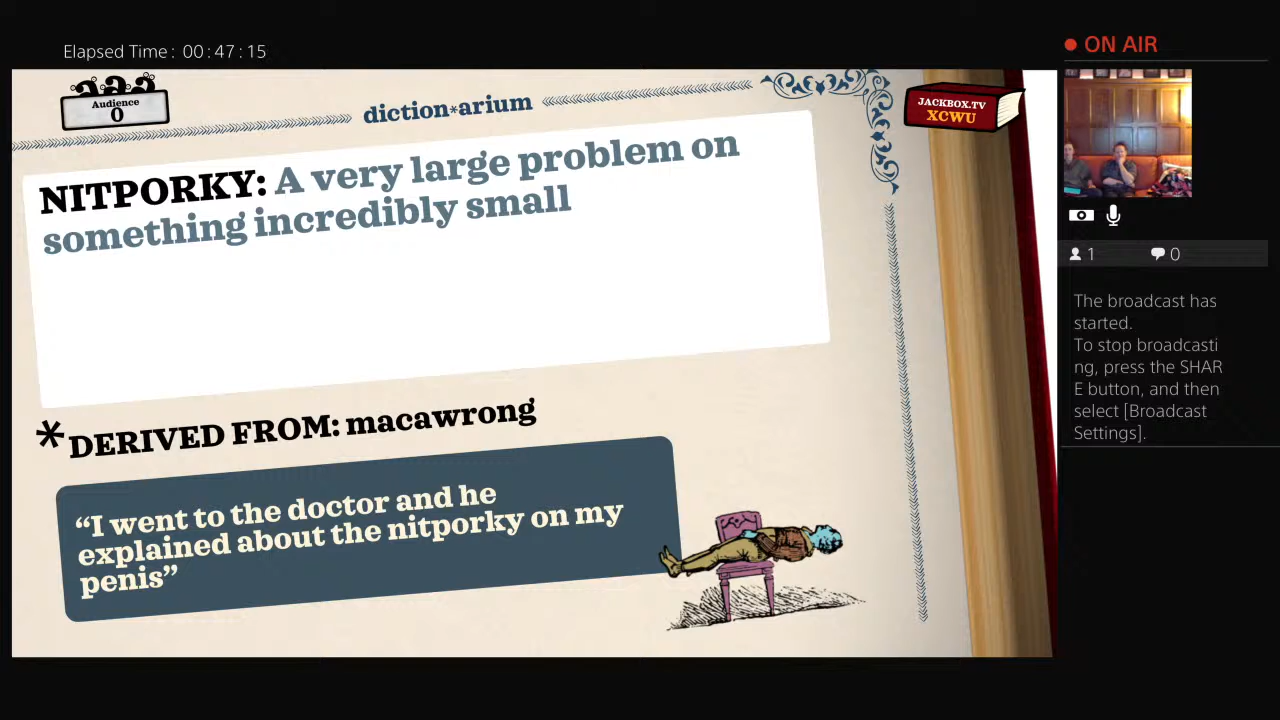 Elapsed Time: 00:47:15
ON AIR
Audience
0
diction*arium
JACKBOX.TV
XCWU
NITPORKY: A very large problem on
something incredibly small
1
0
The broadcast has
started.
To stop broadcasti
ng, press the SHAR
E button, and then
select [Broadcast
Settings].
*DERIVED FROM: macawrong
“I went to the doctor and he
explained about the nitporky on my
penis”